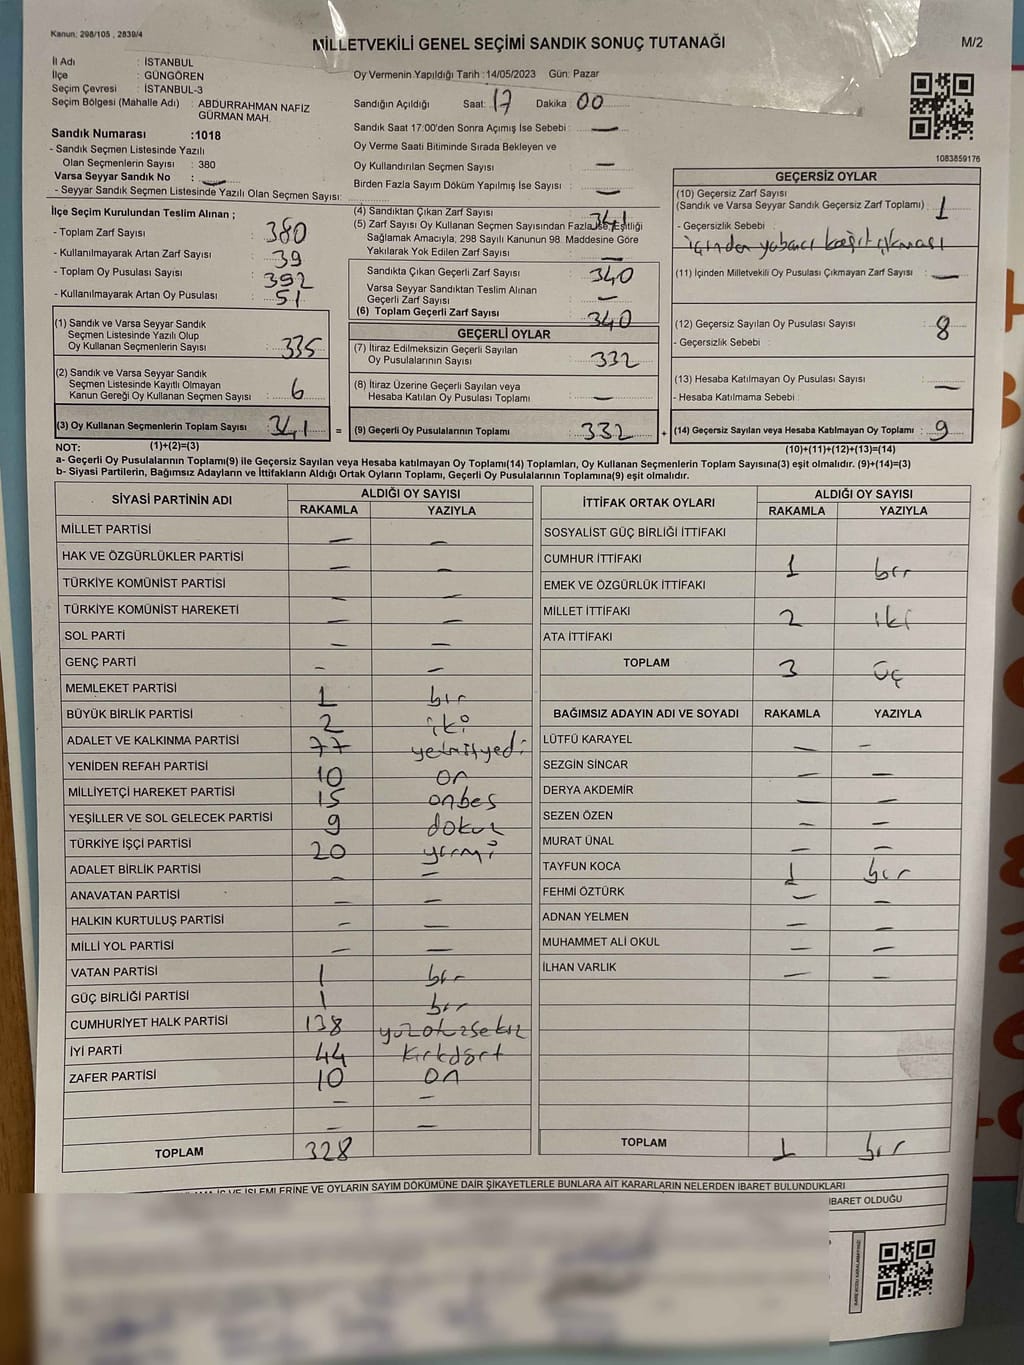 Kanun: 298/105 , 2839/4
MİLLETVEKİLİ GENEL SEÇİMİ SANDIK SONUÇ TUTANAĞI
M/2
İl Adı : İSTANBUL
İlçe : GÜNGÖREN
Seçim Çevresi : İSTANBUL-3
Seçim Bölgesi (Mahalle Adı) : ABDURRAHMAN NAFİZ
GÜRMAN MAH.
Sandık Numarası :1018
- Sandık Seçmen Listesinde Yazılı
Olan Seçmenlerin Sayısı : 380
Varsa Seyyar Sandık No : —
- Seyyar Sandık Seçmen Listesinde Yazılı Olan Seçmen Sayısı:
Oy Vermenin Yapıldığı Tarih :14/05/2023 Gün: Pazar
Sandığın Açıldığı Saat: 17 Dakika : 00
Sandık Saat 17:00'den Sonra Açımış İse Sebebi : —
Oy Verme Saati Bitiminde Sırada Bekleyen ve
Oy Kullandırılan Seçmen Sayısı : —
Birden Fazla Sayım Döküm Yapılmış İse Sayısı : —
1083859176
İlçe Seçim Kurulundan Teslim Alınan ;
- Toplam Zarf Sayısı : 380
- Kullanılmayarak Artan Zarf Sayısı : 39
- Toplam Oy Pusulası Sayısı : 392
- Kullanılmayarak Artan Oy Pusulası : 51
(1) Sandık ve Varsa Seyyar Sandık
Seçmen Listesinde Yazılı Olup
Oy Kullanan Seçmenlerin Sayısı : 335
(2) Sandık ve Varsa Seyyar Sandık
Seçmen Listesinde Kayıtlı Olmayan
Kanun Gereği Oy Kullanan Seçmen Sayısı : 6
(3) Oy Kullanan Seçmenlerin Toplam Sayısı : 341
(4) Sandıktan Çıkan Zarf Sayısı : 341
(5) Zarf Sayısı Oy Kullanan Seçmen Sayısından Fazla İse, Eşitliği
Sağlamak Amacıyla; 298 Sayılı Kanunun 98. Maddesine Göre
Yakılarak Yok Edilen Zarf Sayısı : —
Sandıkta Çıkan Geçerli Zarf Sayısı : 340
Varsa Seyyar Sandıktan Teslim Alınan
Geçerli Zarf Sayısı : —
(6) Toplam Geçerli Zarf Sayısı : 340
GEÇERLİ OYLAR
(7) İtiraz Edilmeksizin Geçerli Sayılan
Oy Pusulalarının Sayısı : 332
(8) İtiraz Üzerine Geçerli Sayılan veya
Hesaba Katılan Oy Pusulası Toplamı : —
= (9) Geçerli Oy Pusulalarının Toplamı : 332
GEÇERSİZ OYLAR
(10) Geçersiz Zarf Sayısı
(Sandık ve Varsa Seyyar Sandık Geçersiz Zarf Toplamı) : 1
- Geçersizlik Sebebi :
içinden yabancı kağıt çıkması
(11) İçinden Milletvekili Oy Pusulası Çıkmayan Zarf Sayısı : —
(12) Geçersiz Sayılan Oy Pusulası Sayısı : 8
- Geçersizlik Sebebi :
(13) Hesaba Katılmayan Oy Pusulası Sayısı : —
- Hesaba Katılmama Sebebi :
+ (14) Geçersiz Sayılan veya Hesaba Katılmayan Oy Toplamı : 9
NOT: (1)+(2)=(3) (10)+(11)+(12)+(13)=(14)
a- Geçerli Oy Pusulalarının Toplamı(9) ile Geçersiz Sayılan veya Hesaba katılmayan Oy Toplamı(14) Toplamları, Oy Kullanan Seçmenlerin Toplam Sayısına(3) eşit olmalıdır. (9)+(14)=(3)
b- Siyasi Partilerin, Bağımsız Adayların ve İttifakların Aldığı Ortak Oyların Toplamı, Geçerli Oy Pusulalarının Toplamına(9) eşit olmalıdır.
SİYASİ PARTİNİN ADI ALDIĞI OY SAYISI
RAKAMLA YAZIYLA
MİLLET PARTİSİ — —
HAK VE ÖZGÜRLÜKLER PARTİSİ — —
TÜRKİYE KOMÜNİST PARTİSİ — —
TÜRKİYE KOMÜNİST HAREKETİ — —
SOL PARTİ — —
GENÇ PARTİ — —
MEMLEKET PARTİSİ 1 bir
BÜYÜK BİRLİK PARTİSİ 2 iki
ADALET VE KALKINMA PARTİSİ 77 yetmişyedi
YENİDEN REFAH PARTİSİ 10 on
MİLLİYETÇİ HAREKET PARTİSİ 15 onbeş
YEŞİLLER VE SOL GELECEK PARTİSİ 9 dokuz
TÜRKİYE İŞÇİ PARTİSİ 20 yirmi
ADALET BİRLİK PARTİSİ — —
ANAVATAN PARTİSİ — —
HALKIN KURTULUŞ PARTİSİ — —
MİLLİ YOL PARTİSİ — —
VATAN PARTİSİ 1 bir
GÜÇ BİRLİĞİ PARTİSİ 1 bir
CUMHURİYET HALK PARTİSİ 138 yüzotuzsekiz
İYİ PARTİ 44 kırkdört
ZAFER PARTİSİ 10 on
— —
— —
TOPLAM 328
İTTİFAK ORTAK OYLARI ALDIĞI OY SAYISI
RAKAMLA YAZIYLA
SOSYALİST GÜÇ BİRLİĞİ İTTİFAKI
CUMHUR İTTİFAKI 1 bir
EMEK VE ÖZGÜRLÜK İTTİFAKI
MİLLET İTTİFAKI 2 iki
ATA İTTİFAKI
TOPLAM 3 üç
BAĞIMSIZ ADAYIN ADI VE SOYADI RAKAMLA YAZIYLA
LÜTFÜ KARAYEL — —
SEZGİN SİNCAR — —
DERYA AKDEMİR — —
SEZEN ÖZEN — —
MURAT ÜNAL — —
TAYFUN KOCA 1 bir
FEHMİ ÖZTÜRK — —
ADNAN YELMEN — —
MUHAMMET ALİ OKUL — —
İLHAN VARLIK — —
TOPLAM 1 bir
İŞLEMLERİNE VE OYLARIN SAYIM DÖKÜMÜNE DAİR ŞİKAYETLERLE BUNLARA AİT KARARLARIN NELERDEN İBARET BULUNDUKLARI
İBARET OLDUĞU